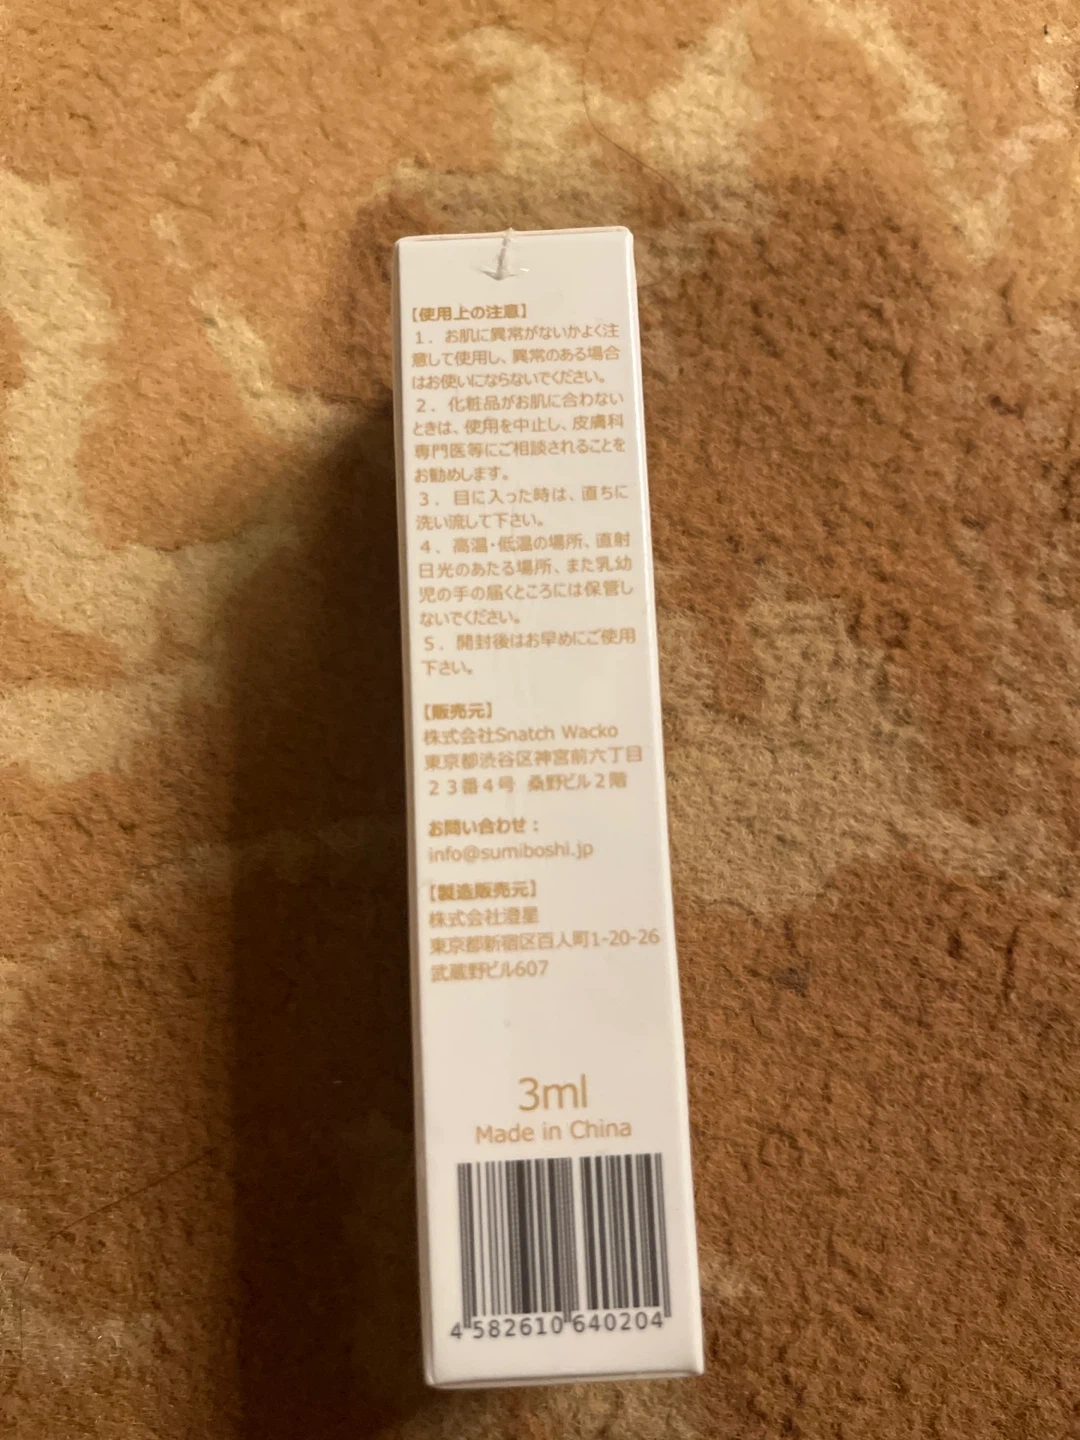 【使用上の注意】
1．お肌に異常がないかよく注
意して使用し、異常のある場合
はお使いにならないでください。
2．化粧品がお肌に合わない
ときは、使用を中止し、皮膚科
専門医等にご相談されることを
お勧めします。
3．目に入った時は、直ちに
洗い流して下さい。
4．高温・低温の場所、直射
日光のあたる場所、また乳幼
児の手の届くところには保管し
ないでください。
5．開封後はお早めにご使用
下さい。
【販売元】
株式会社Snatch Wacko
東京都渋谷区神宮前六丁目
23番4号 桑野ビル2階
お問い合わせ：
info@sumiboshi.jp
【製造販売元】
株式会社澄星
東京都新宿区百人町1-20-26
武蔵野ビル607
3ml
Made in China
4 582610 640204